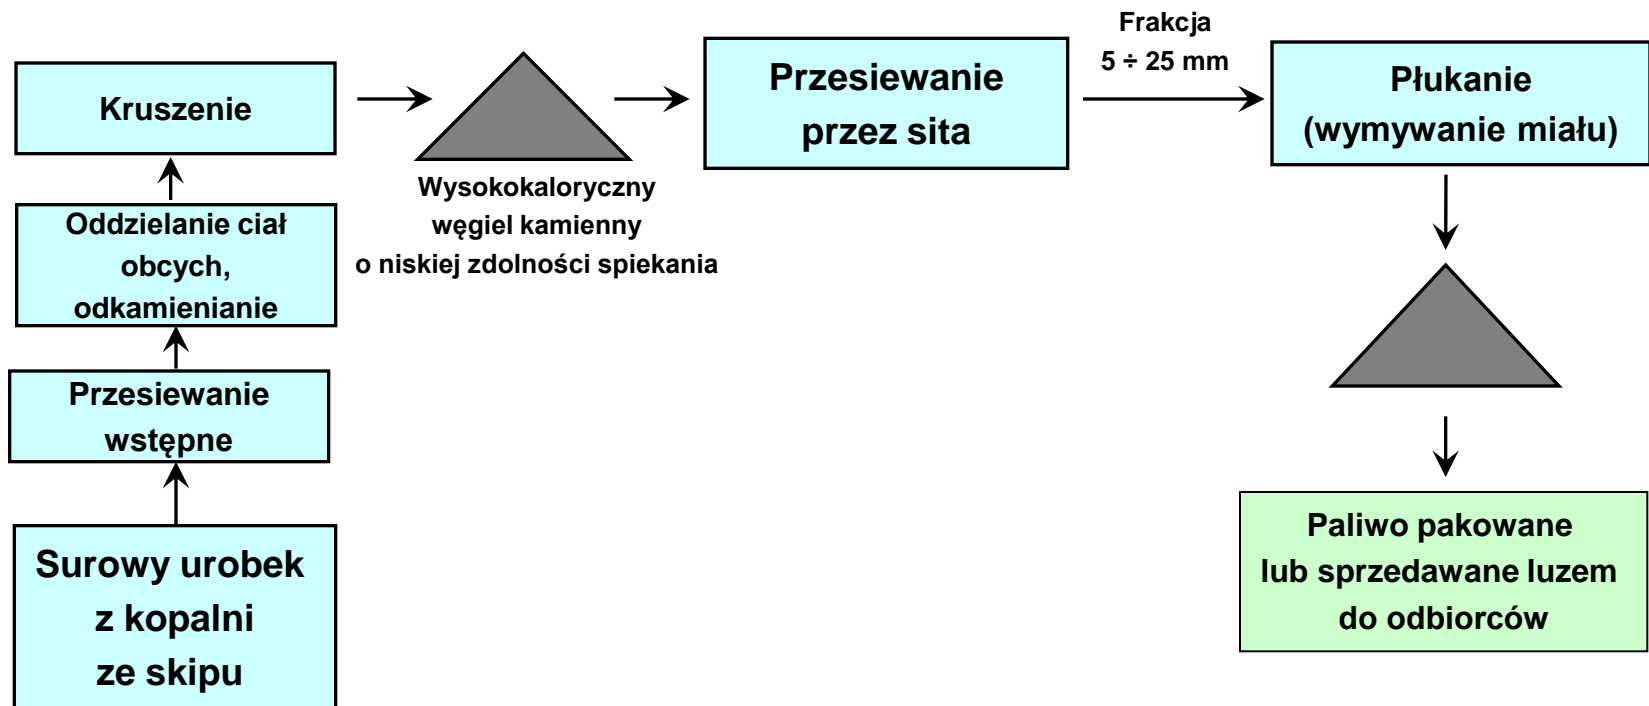 Surowy urobek
z kopalni
ze skipu
Przesiewanie
wstępne
Oddzielanie ciał
obcych,
odkamienianie
Kruszenie
Wysokokaloryczny
węgiel kamienny
o niskiej zdolności spiekania
Przesiewanie
przez sita
Frakcja
5 ÷ 25 mm
Płukanie
(wymywanie miału)
Paliwo pakowane
lub sprzedawane luzem
do odbiorców